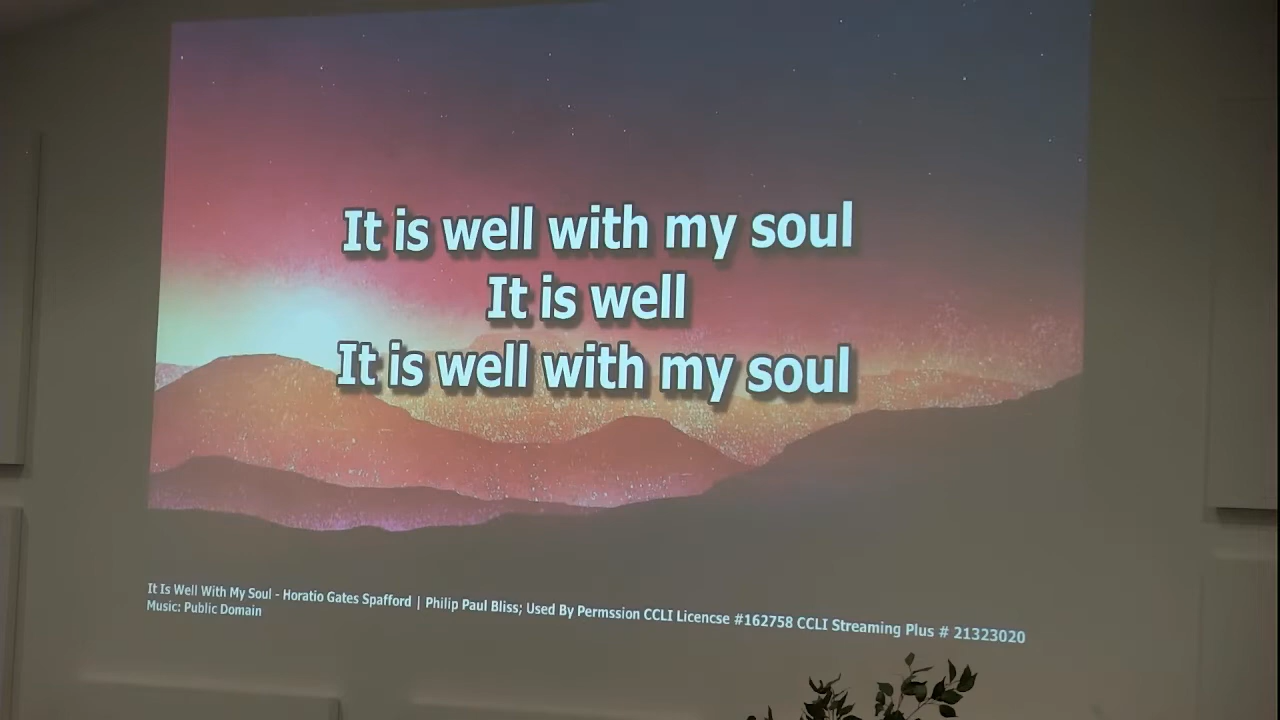 It is well with my soul
It is well
It is well with my soul
It Is Well With My Soul - Horatio Gates Spafford | Philip Paul Bliss; Used By Permssion CCLI Licencse #162758 CCLI Streaming Plus # 21323020
Music: Public Domain